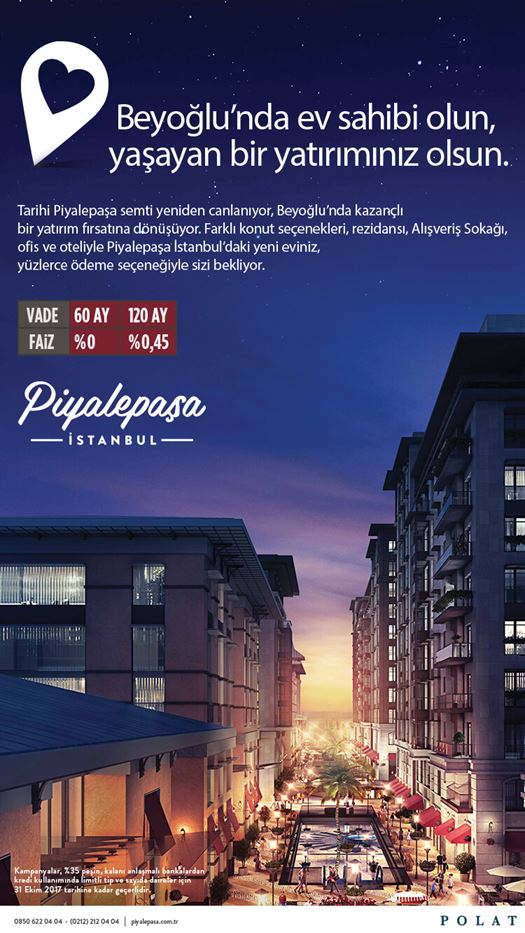 Beyoğlu'nda ev sahibi olun,
yaşayan bir yatırımınız olsun.
Tarihi Piyalepaşa semti yeniden canlanıyor, Beyoğlu'nda kazançlı
bir yatırım fırsatına dönüşüyor. Farklı konut seçenekleri, rezidansı, Alışveriş Sokağı,
ofis ve oteliyle Piyalepaşa İstanbul'daki yeni eviniz,
yüzlerce ödeme seçeneğiyle sizi bekliyor.
VADE 60 AY 120 AY
FAİZ %0 %0,45
Piyalepaşa
İSTANBUL
Kampanyalar, %35 peşin, kalanı anlaşmalı bankalardan
kredi kullanımında limitli tip ve sayıda daireler için
31 Ekim 2017 tarihine kadar geçerlidir.
0850 622 04 04 - (0212) 212 04 04 | piyalepasa.com.tr
POLAT